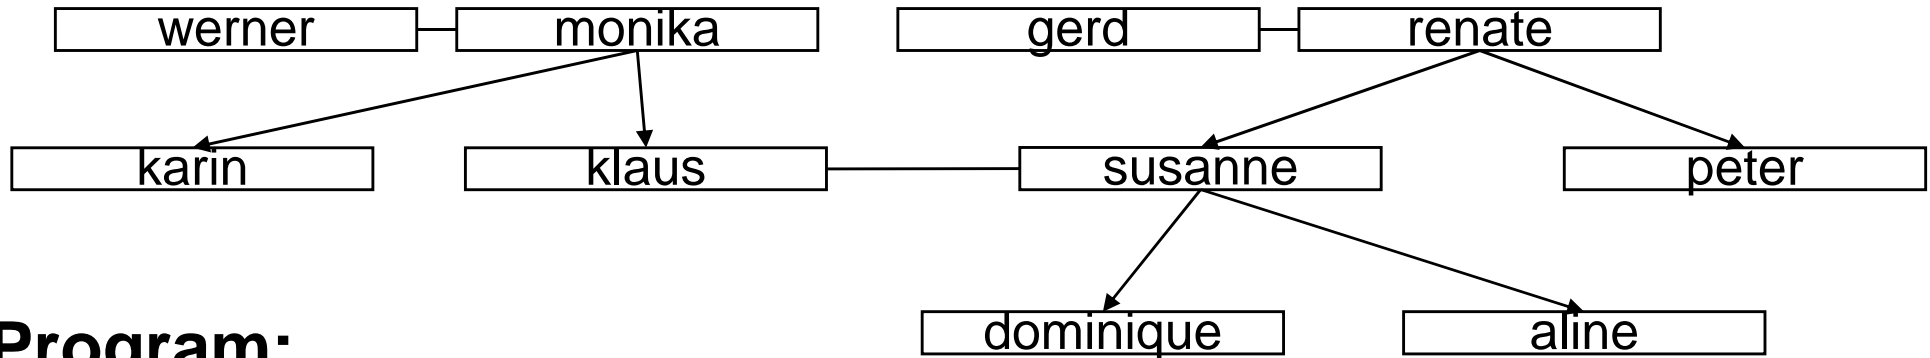 werner monika gerd renate
karin klaus susanne peter
dominique aline
Program: